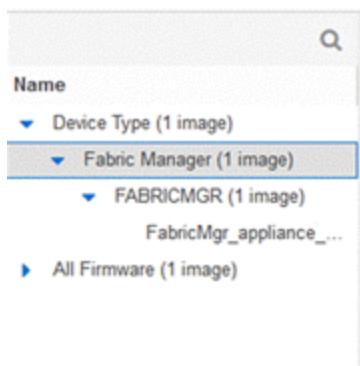 Name
Device Type (1 image)
Fabric Manager (1 image)
FABRICMGR (1 image)
FabricMgr_appliance_...
All Firmware (1 image)